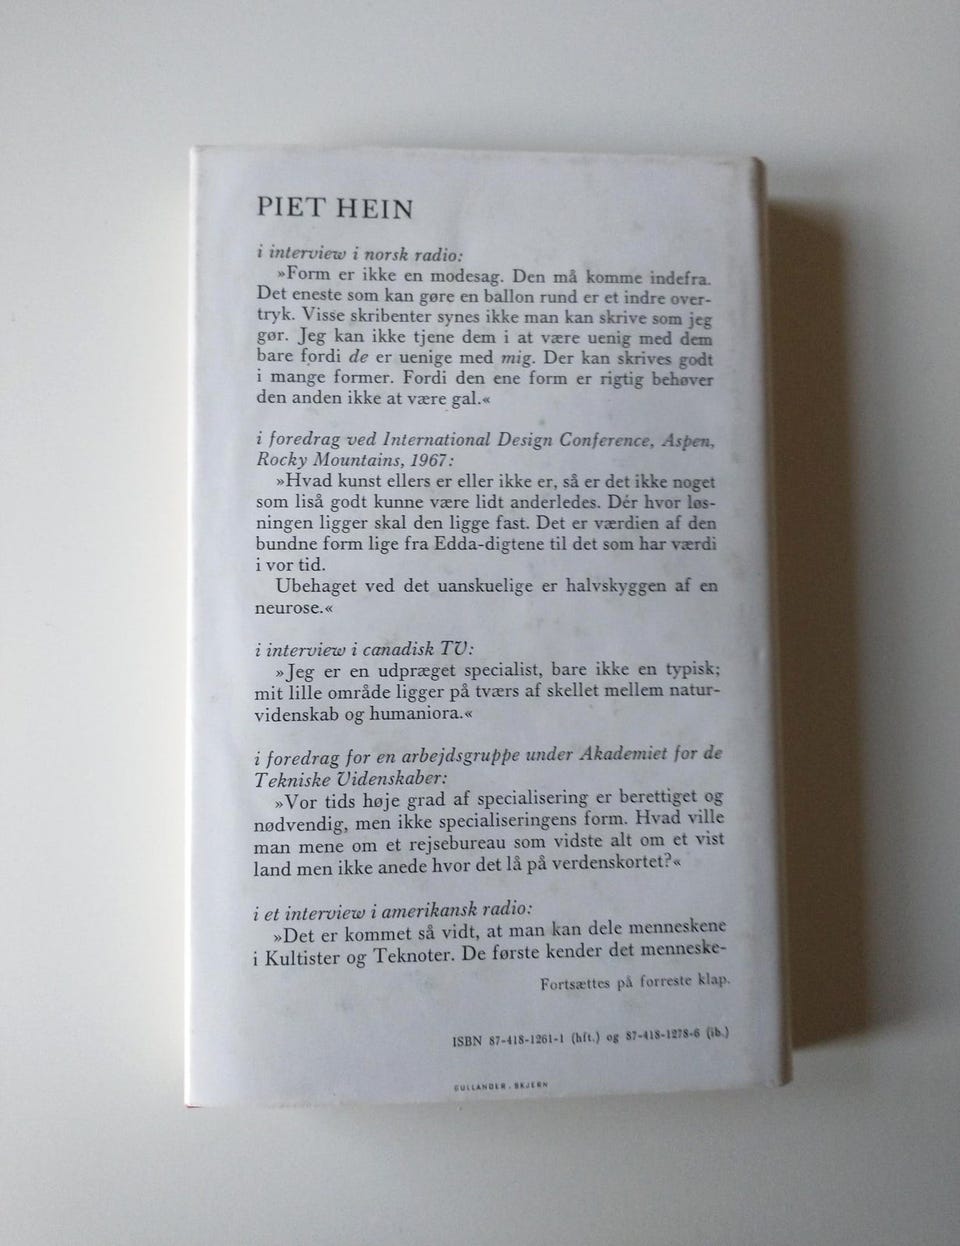 PIET HEIN
i interview i norsk radio:
»Form er ikke en modesag. Den må komme indefra.
Det eneste som kan gøre en ballon rund er et indre over-
tryk. Visse skribenter synes ikke man kan skrive som jeg
gør. Jeg kan ikke tjene dem i at være uenig med dem
bare fordi de er uenige med mig. Der kan skrives godt
i mange former. Fordi den ene form er rigtig behøver
den anden ikke at være gal.«
i foredrag ved International Design Conference, Aspen,
Rocky Mountains, 1967:
»Hvad kunst ellers er eller ikke er, så er det ikke noget
som liså godt kunne være lidt anderledes. Dér hvor løs-
ningen ligger skal den ligge fast. Det er værdien af den
bundne form lige fra Edda-digtene til det som har værdi
i vor tid.
Ubehaget ved det uanskuelige er halvskyggen af en
neurose.«
i interview i canadisk TV:
»Jeg er en udpræget specialist, bare ikke en typisk;
mit lille område ligger på tværs af skellet mellem natur-
videnskab og humaniora.«
i foredrag for en arbejdsgruppe under Akademiet for de
Tekniske Videnskaber:
»Vor tids høje grad af specialisering er berettiget og
nødvendig, men ikke specialiseringens form. Hvad ville
man mene om et rejsebureau som vidste alt om et vist
land men ikke anede hvor det lå på verdenskortet?«
i et interview i amerikansk radio:
»Det er kommet så vidt, at man kan dele menneskene
i Kultister og Teknoter. De første kender det menneske-
Fortsættes på forreste klap.
ISBN 87-418-1261-1 (hft.) og 87-418-1278-6 (ib.)
GULLANDER . SKJERN